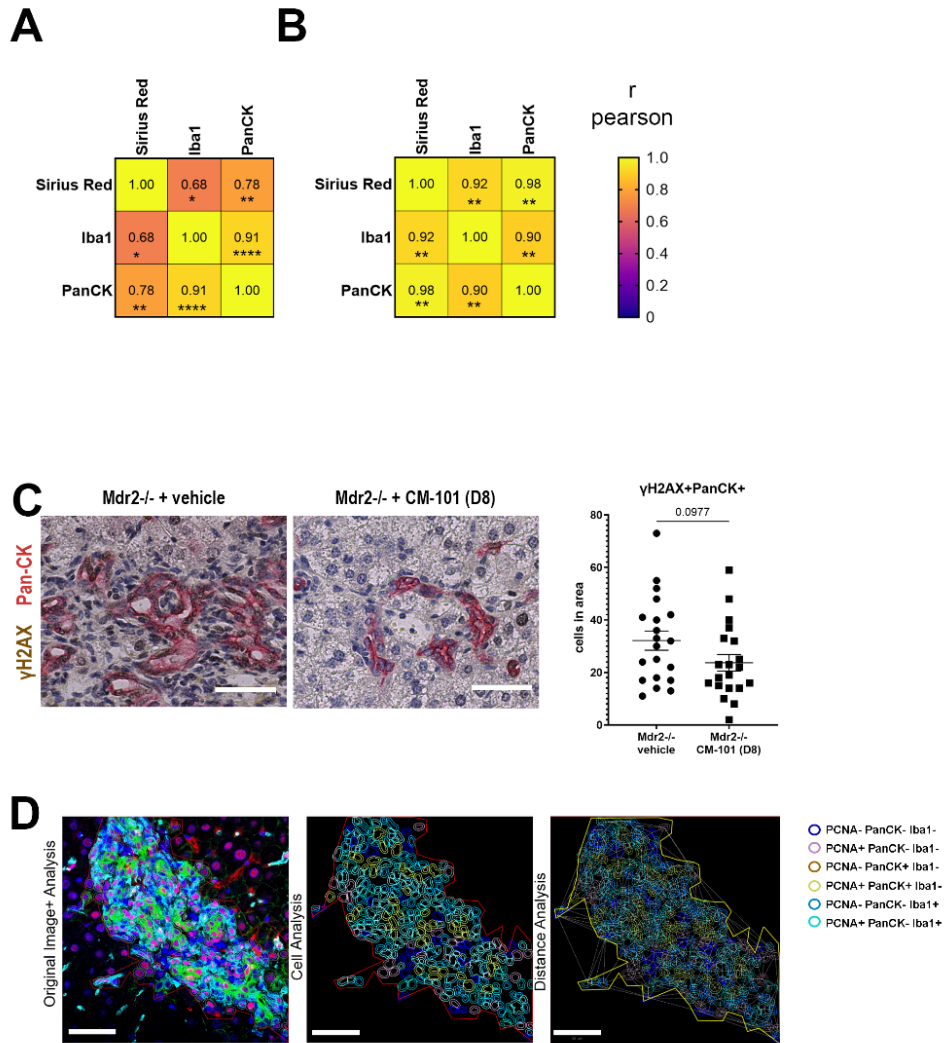 A
B
Sirius Red
Iba1
PanCK
Sirius Red
Iba1
PanCK
r
pearson
Sirius Red 1.00 0.68 0.78
* **
Iba1 0.68 1.00 0.91
* ****
PanCK 0.78 0.91 1.00
** ****
Sirius Red 1.00 0.92 0.98
** **
Iba1 0.92 1.00 0.90
** **
PanCK 0.98 0.90 1.00
** **
1.0
0.8
0.6
0.4
0.2
0
C
Mdr2-/- + vehicle
Mdr2-/- + CM-101 (D8)
γH2AX Pan-CK
γH2AX+PanCK+
0.0977
cells in area
80
60
40
20
0
Mdr2-/-
vehicle
Mdr2-/-
CM-101 (D8)
D
Original Image+ Analysis
Cell Analysis
Distance Analysis
PCNA- PanCK- Iba1-
PCNA+ PanCK- Iba1-
PCNA- PanCK+ Iba1-
PCNA+ PanCK+ Iba1-
PCNA- PanCK- Iba1+
PCNA+ PanCK- Iba1+